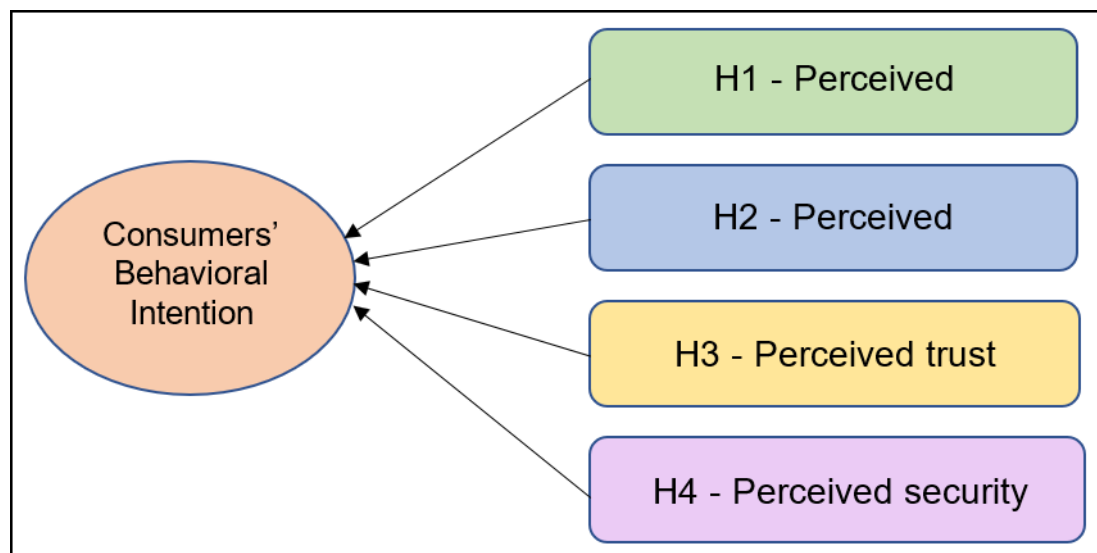 Consumers’
Behavioral
Intention
H1 - Perceived
H2 - Perceived
H3 - Perceived trust
H4 - Perceived security